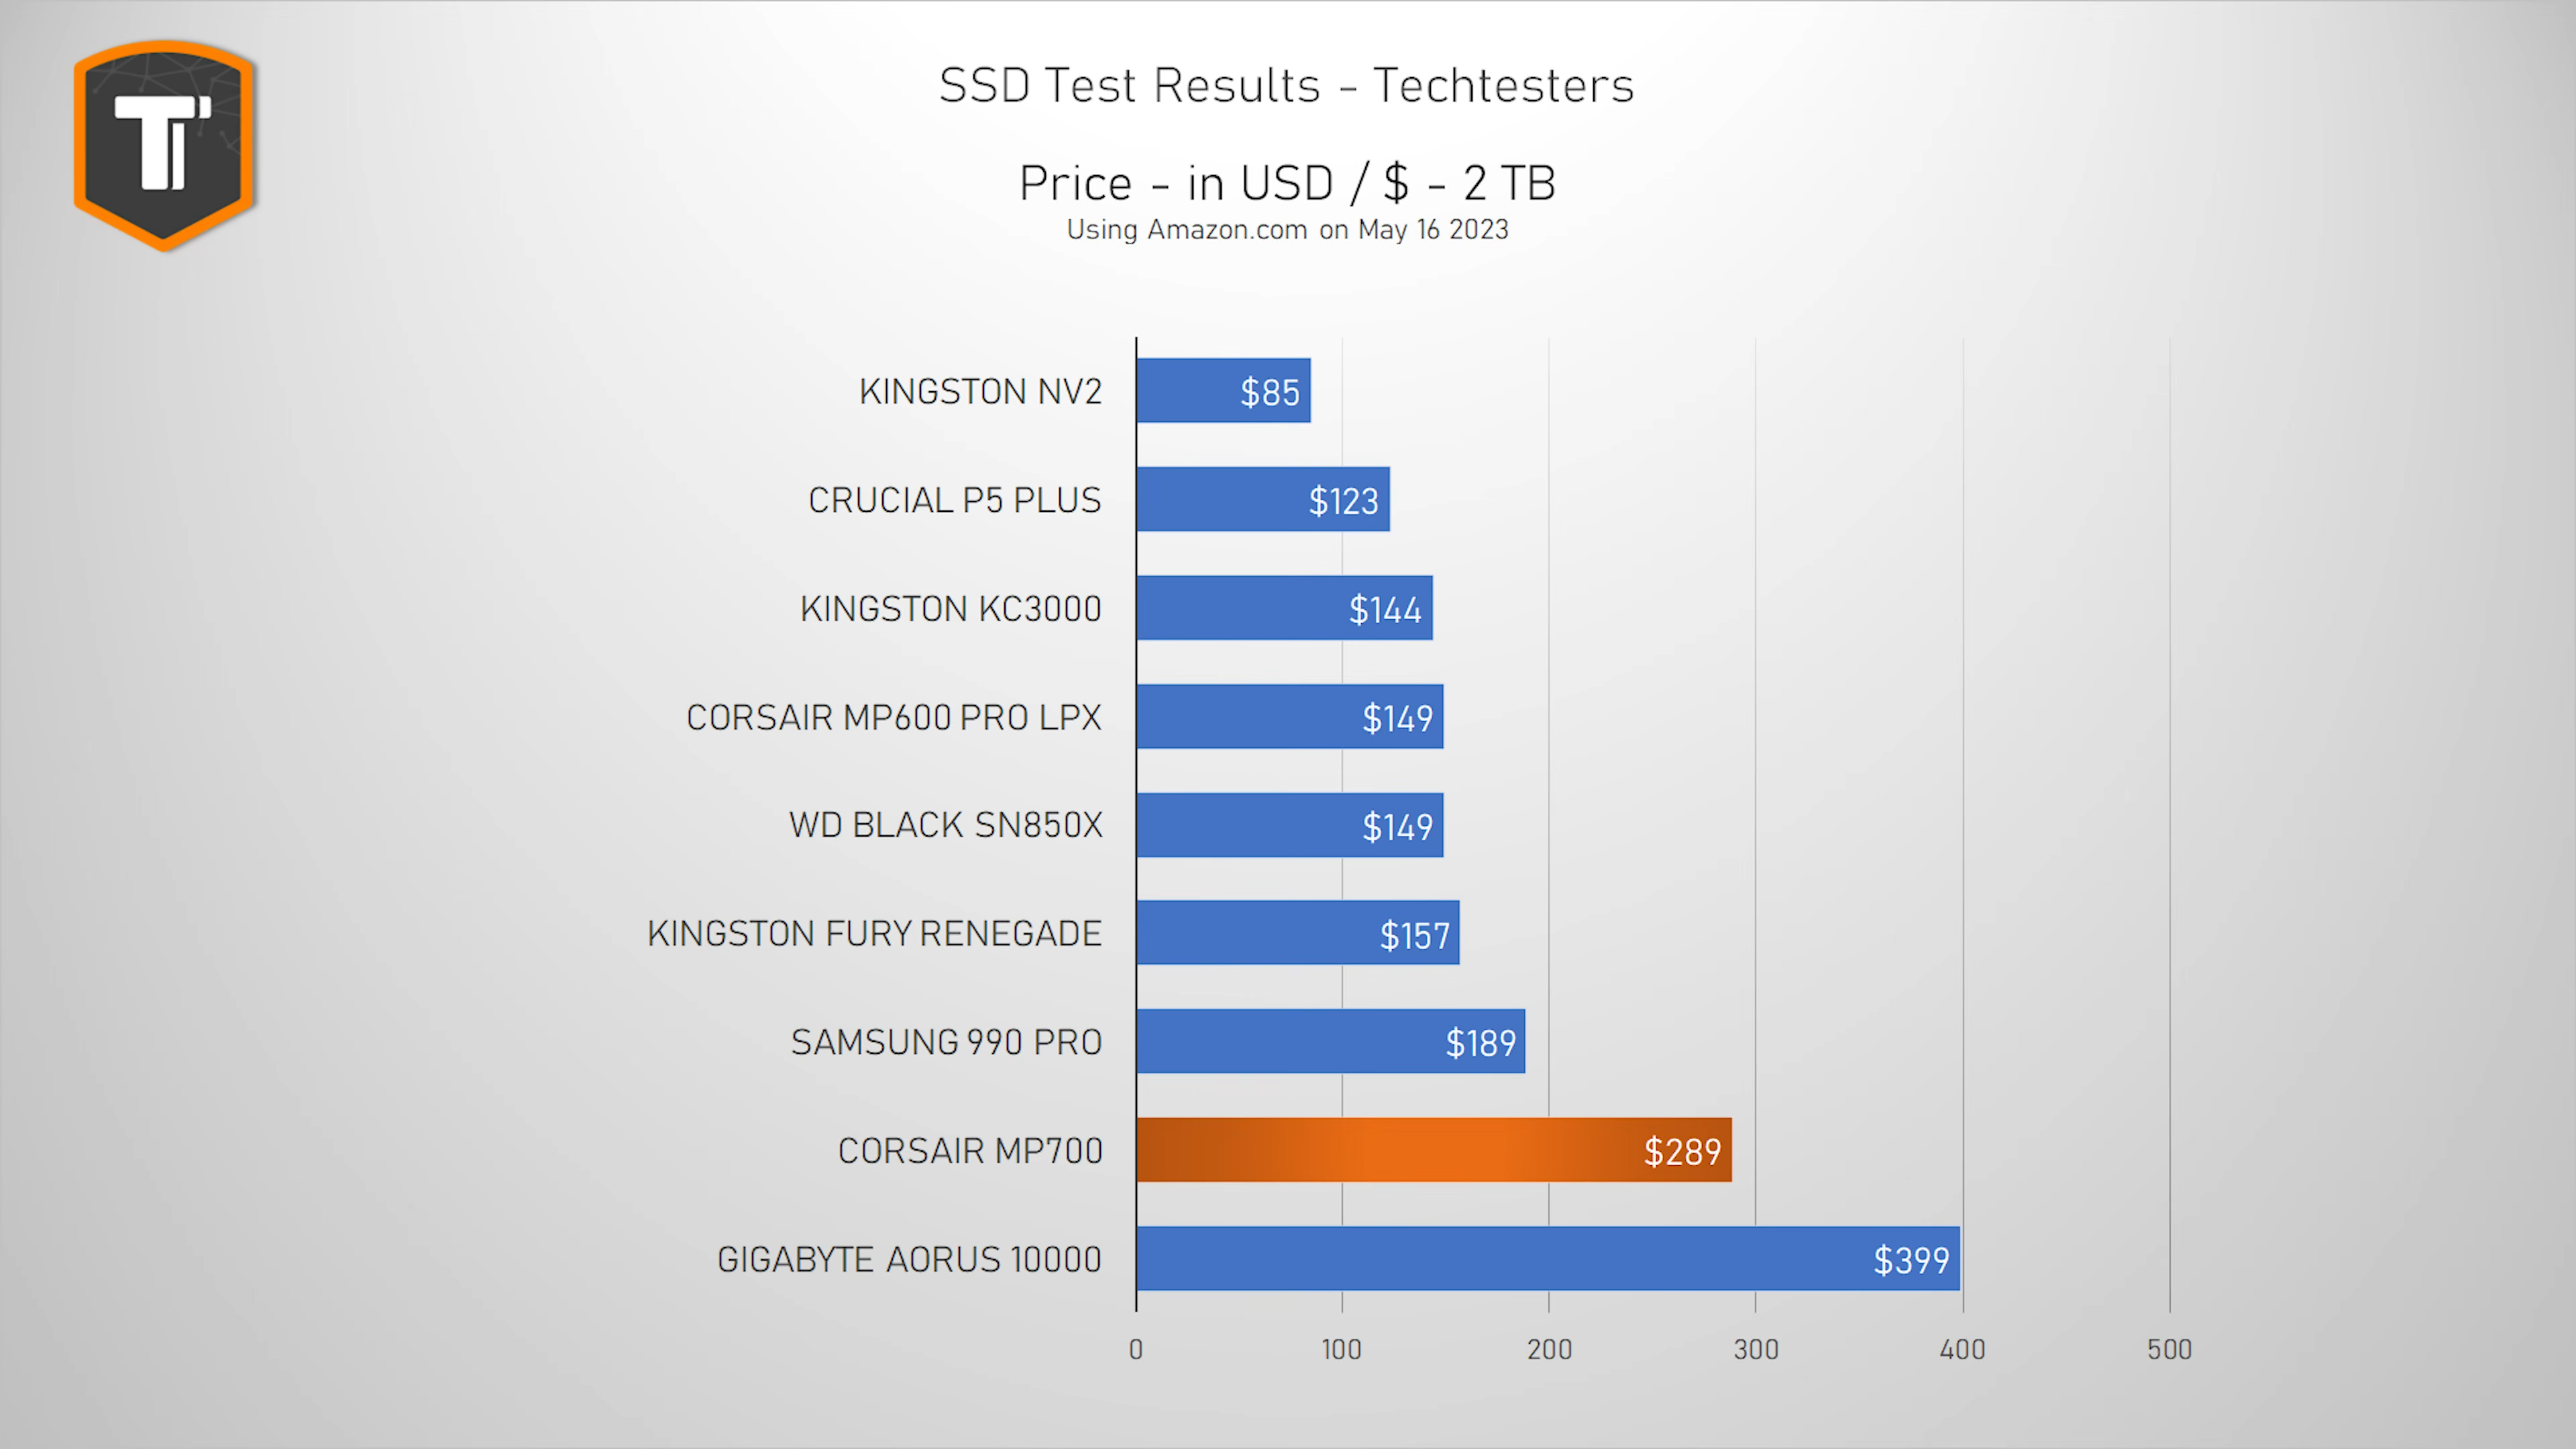 SSD Test Results - Techtesters
Price - in USD / $ - 2 TB
Using Amazon.com on May 16 2023
KINGSTON NV2 $85
CRUCIAL P5 PLUS $123
KINGSTON KC3000 $144
CORSAIR MP600 PRO LPX $149
WD BLACK SN850X $149
KINGSTON FURY RENEGADE $157
SAMSUNG 990 PRO $189
CORSAIR MP700 $289
GIGABYTE AORUS 10000 $399
0 100 200 300 400 500